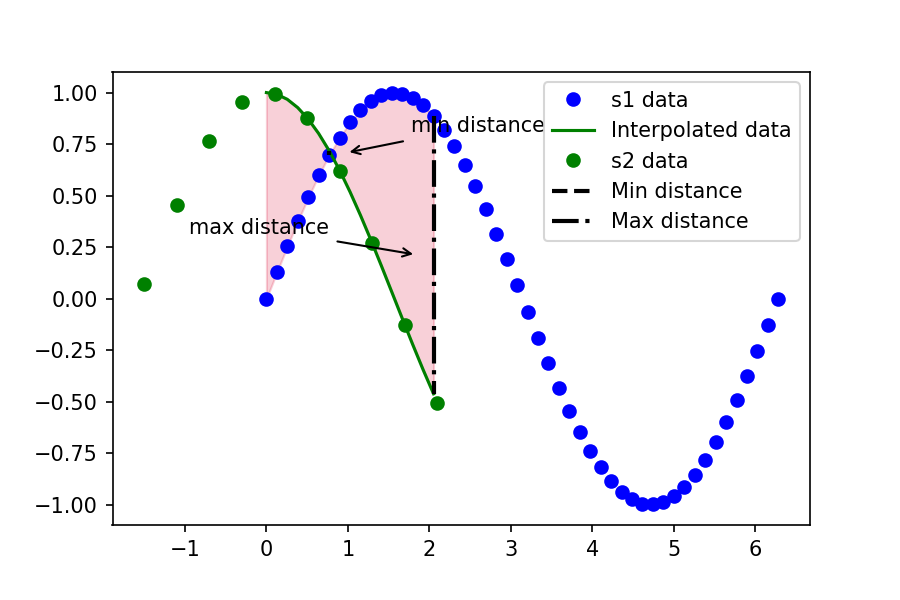 1.00
0.75
0.50
0.25
0.00
−0.25
−0.50
−0.75
−1.00
min distance
max distance
s1 data
Interpolated data
s2 data
Min distance
Max distance
−1
0
1
2
3
4
5
6